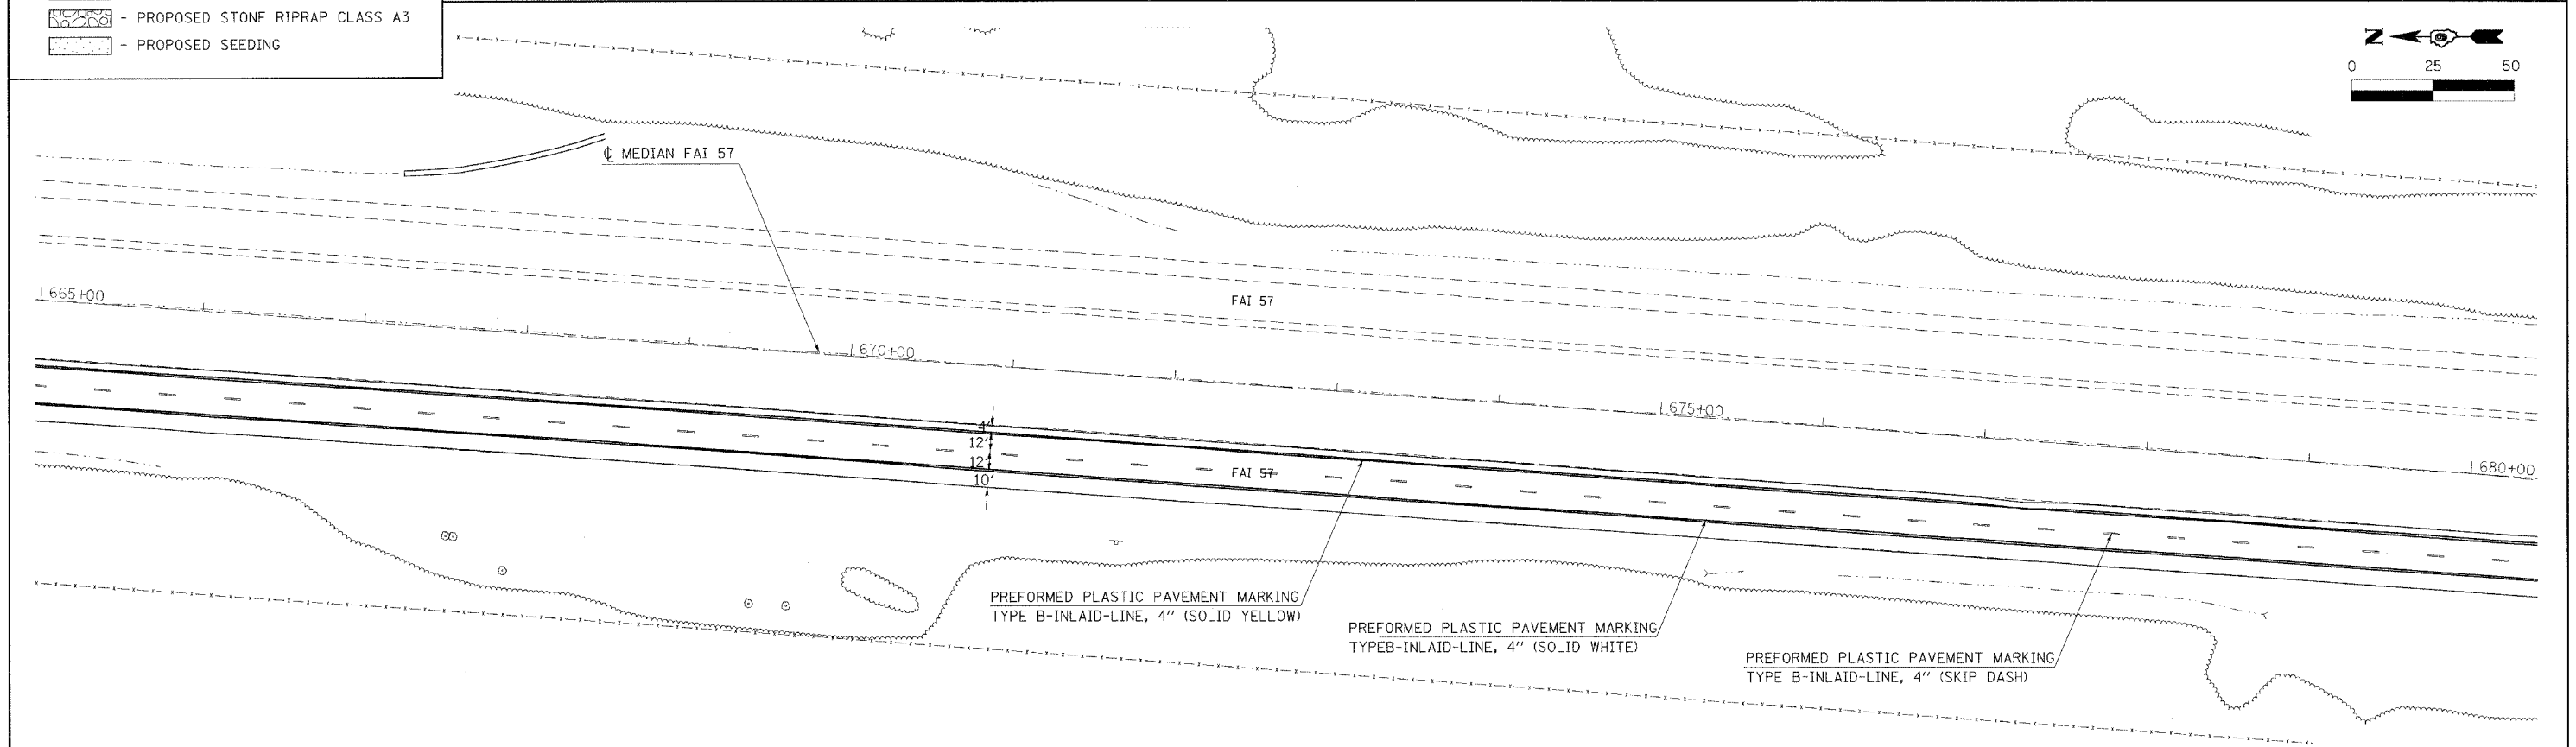 - PROPOSED STONE RIPRAP CLASS A3
- PROPOSED SEEDING
N
0 25 50
℄ MEDIAN FAI 57
665+00
FAI 57
670+00
675+00
4'
12'
12'
10'
FAI 57
680+00
PREFORMED PLASTIC PAVEMENT MARKING
TYPE B-INLAID-LINE, 4" (SOLID YELLOW)
PREFORMED PLASTIC PAVEMENT MARKING
TYPEB-INLAID-LINE, 4" (SOLID WHITE)
PREFORMED PLASTIC PAVEMENT MARKING
TYPE B-INLAID-LINE, 4" (SKIP DASH)